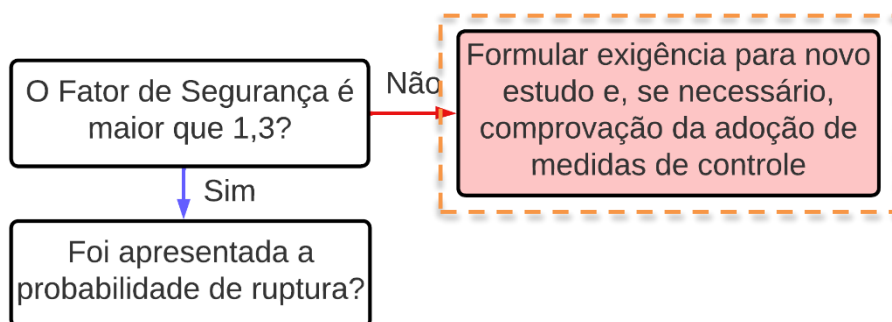 O Fator de Segurança é
maior que 1,3?
Não
Formular exigência para novo
estudo e, se necessário,
comprovação da adoção de
medidas de controle
Sim
Foi apresentada a
probabilidade de ruptura?